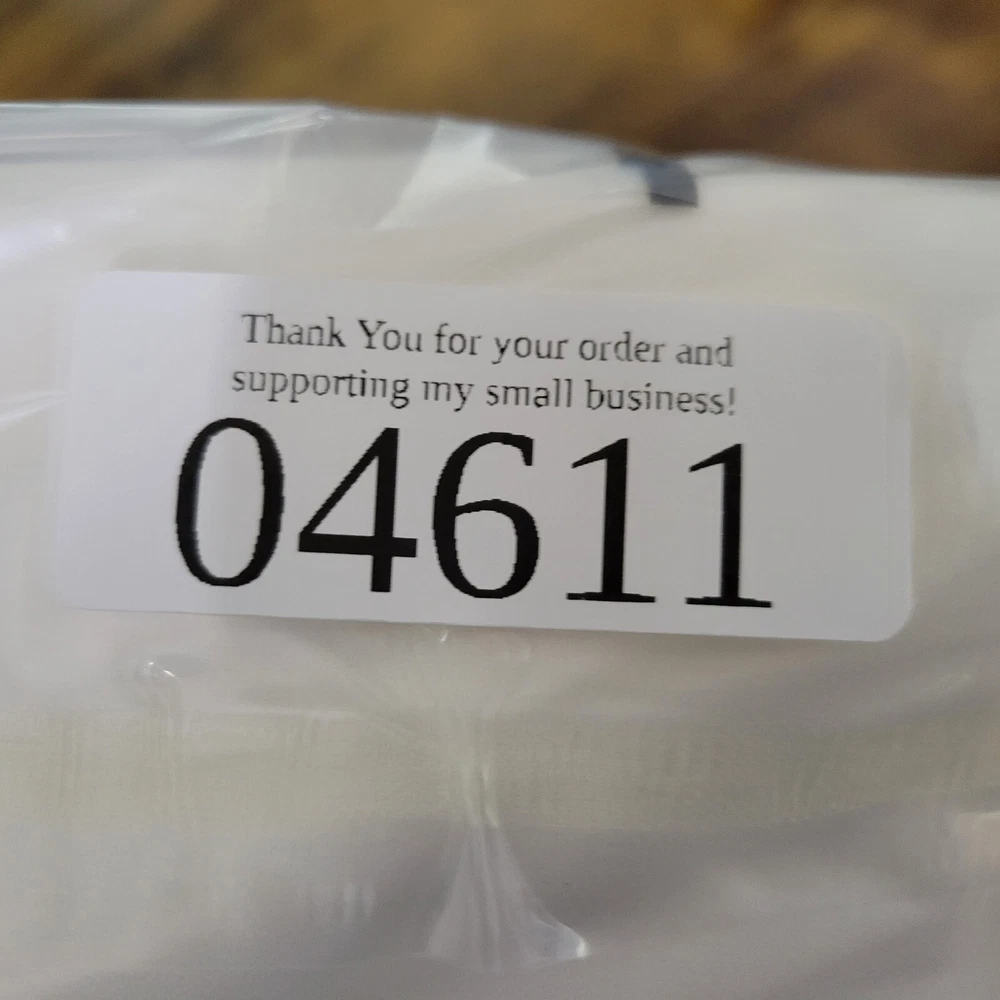 Thank You for your order and
supporting my small business!
04611